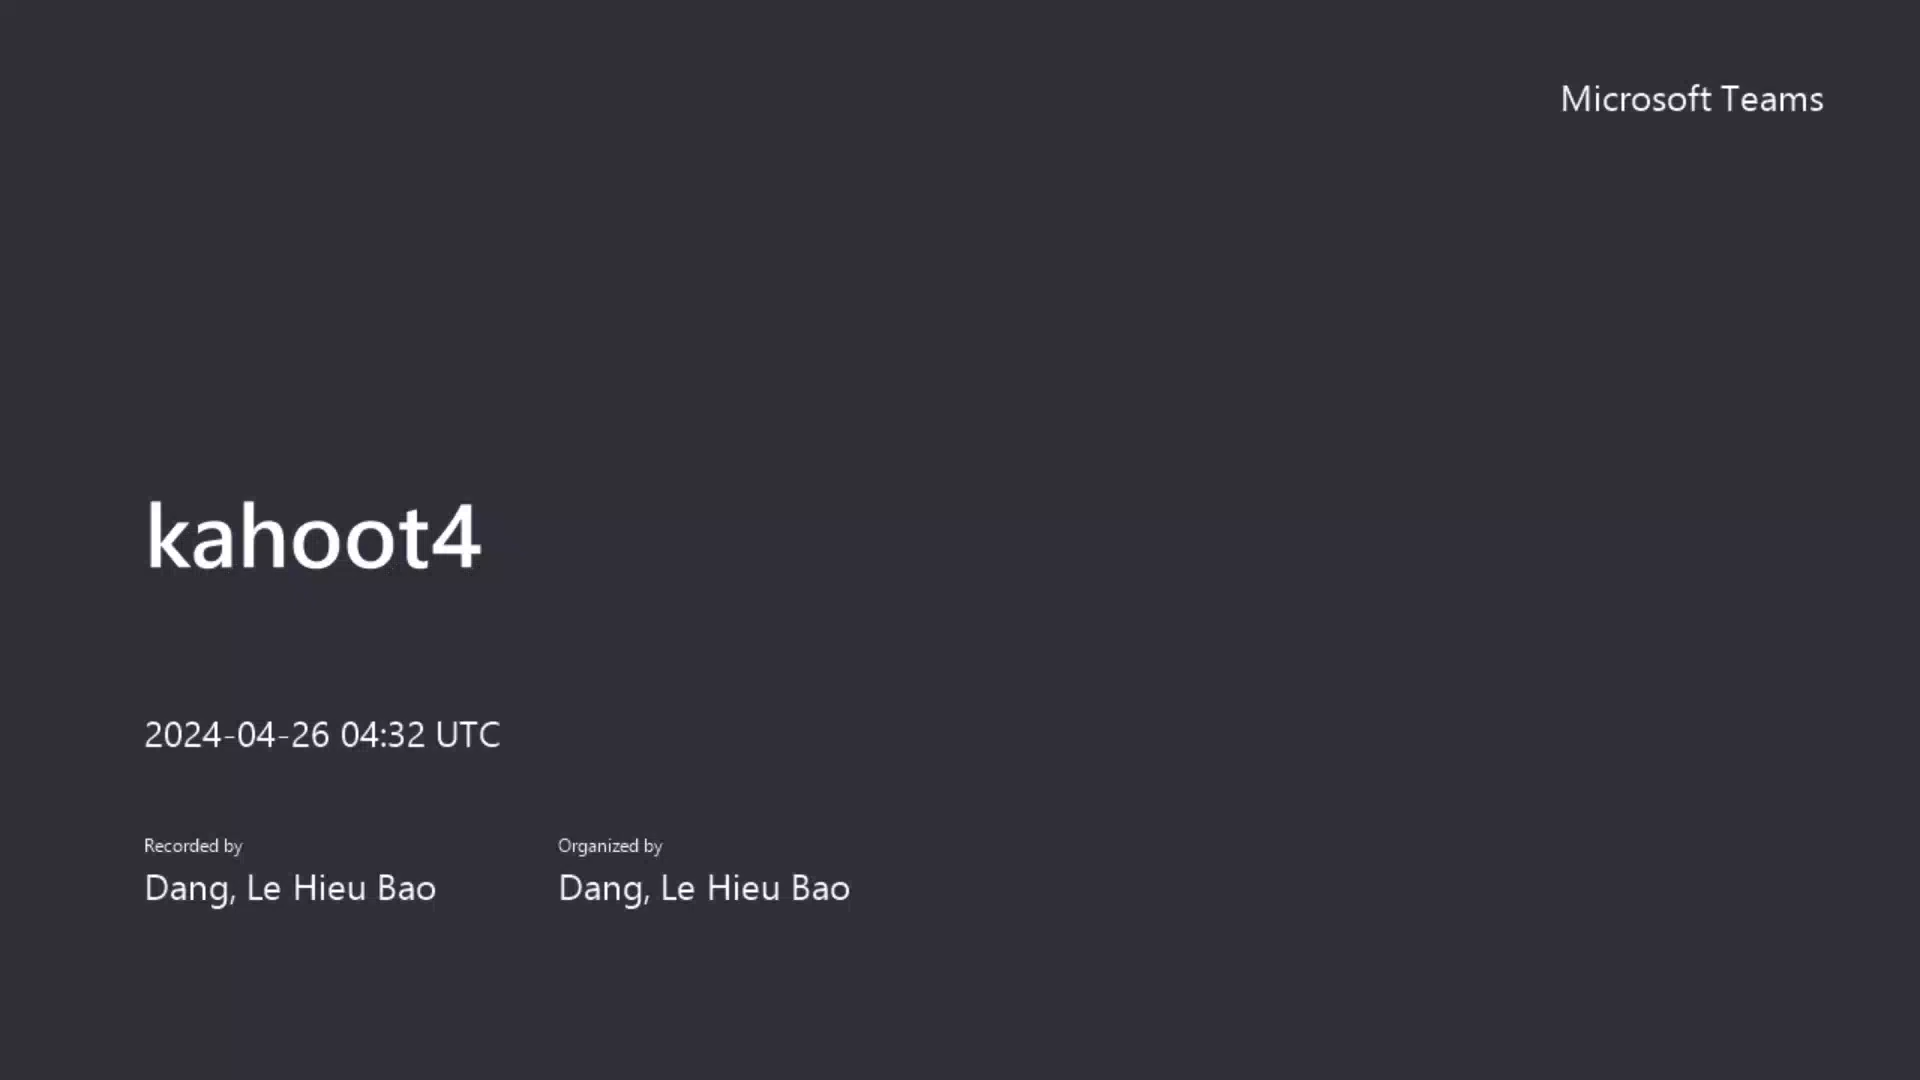 Microsoft Teams
kahoot4
2024-04-26 04:32 UTC
Recorded by
Dang, Le Hieu Bao
Organized by
Dang, Le Hieu Bao